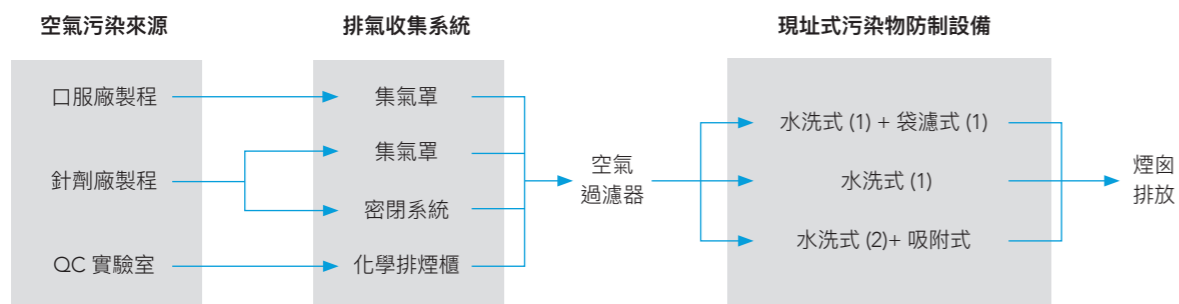 空氣污染來源
排氣收集系統
現址式污染物防制設備
口服廠製程
集氣罩
針劑廠製程
集氣罩
密閉系統
QC 實驗室
化學排煙櫃
空氣
過濾器
水洗式 (1) + 袋濾式 (1)
水洗式 (1)
水洗式 (2)+ 吸附式
煙囪
排放